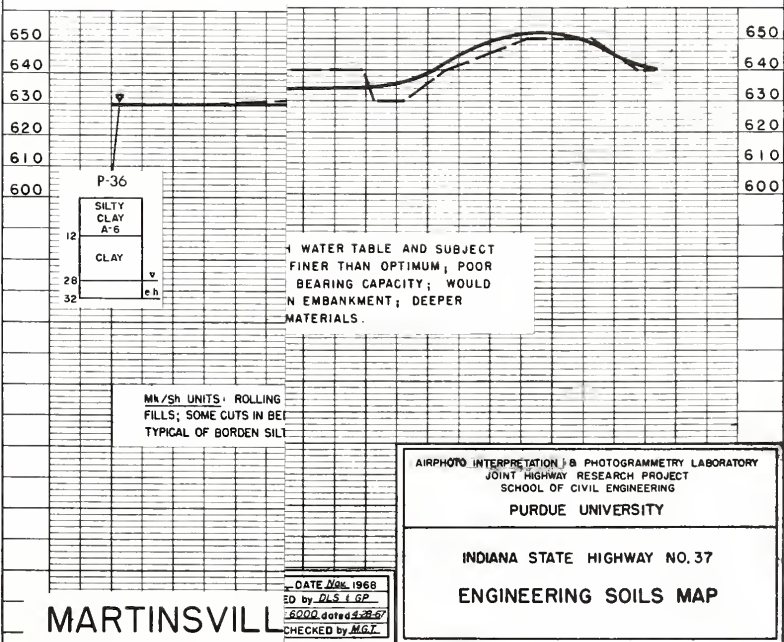 650
640
630
620
610
600
650
640
630
620
610
600
P-36
SILTY
CLAY
A-6
12
CLAY
28
32
e h
WATER TABLE AND SUBJECT
FINER THAN OPTIMUM; POOR
BEARING CAPACITY; WOULD
N EMBANKMENT; DEEPER
MATERIALS.
Mk/Sh UNITS: ROLLING
FILLS; SOME CUTS IN BE
TYPICAL OF BORDEN SILT
AIRPHOTO INTERPRETATION & PHOTOGRAMMETRY LABORATORY
JOINT HIGHWAY RESEARCH PROJECT
SCHOOL OF CIVIL ENGINEERING
PURDUE UNIVERSITY
INDIANA STATE HIGHWAY NO. 37
ENGINEERING SOILS MAP
DATE Nov. 1968
ED by DLS & GP
6000 dated 4-28-67
CHECKED by M.G.T.
MARTINSVILL